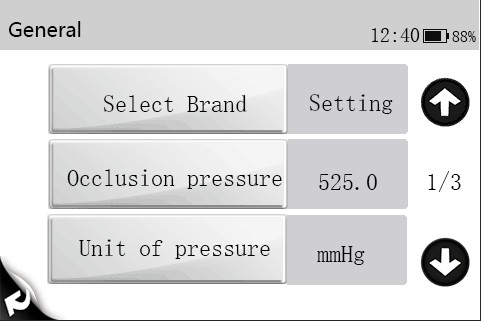 General
12:40 88%
Select Brand Setting
Occlusion pressure 525.0
1/3
Unit of pressure mmHg